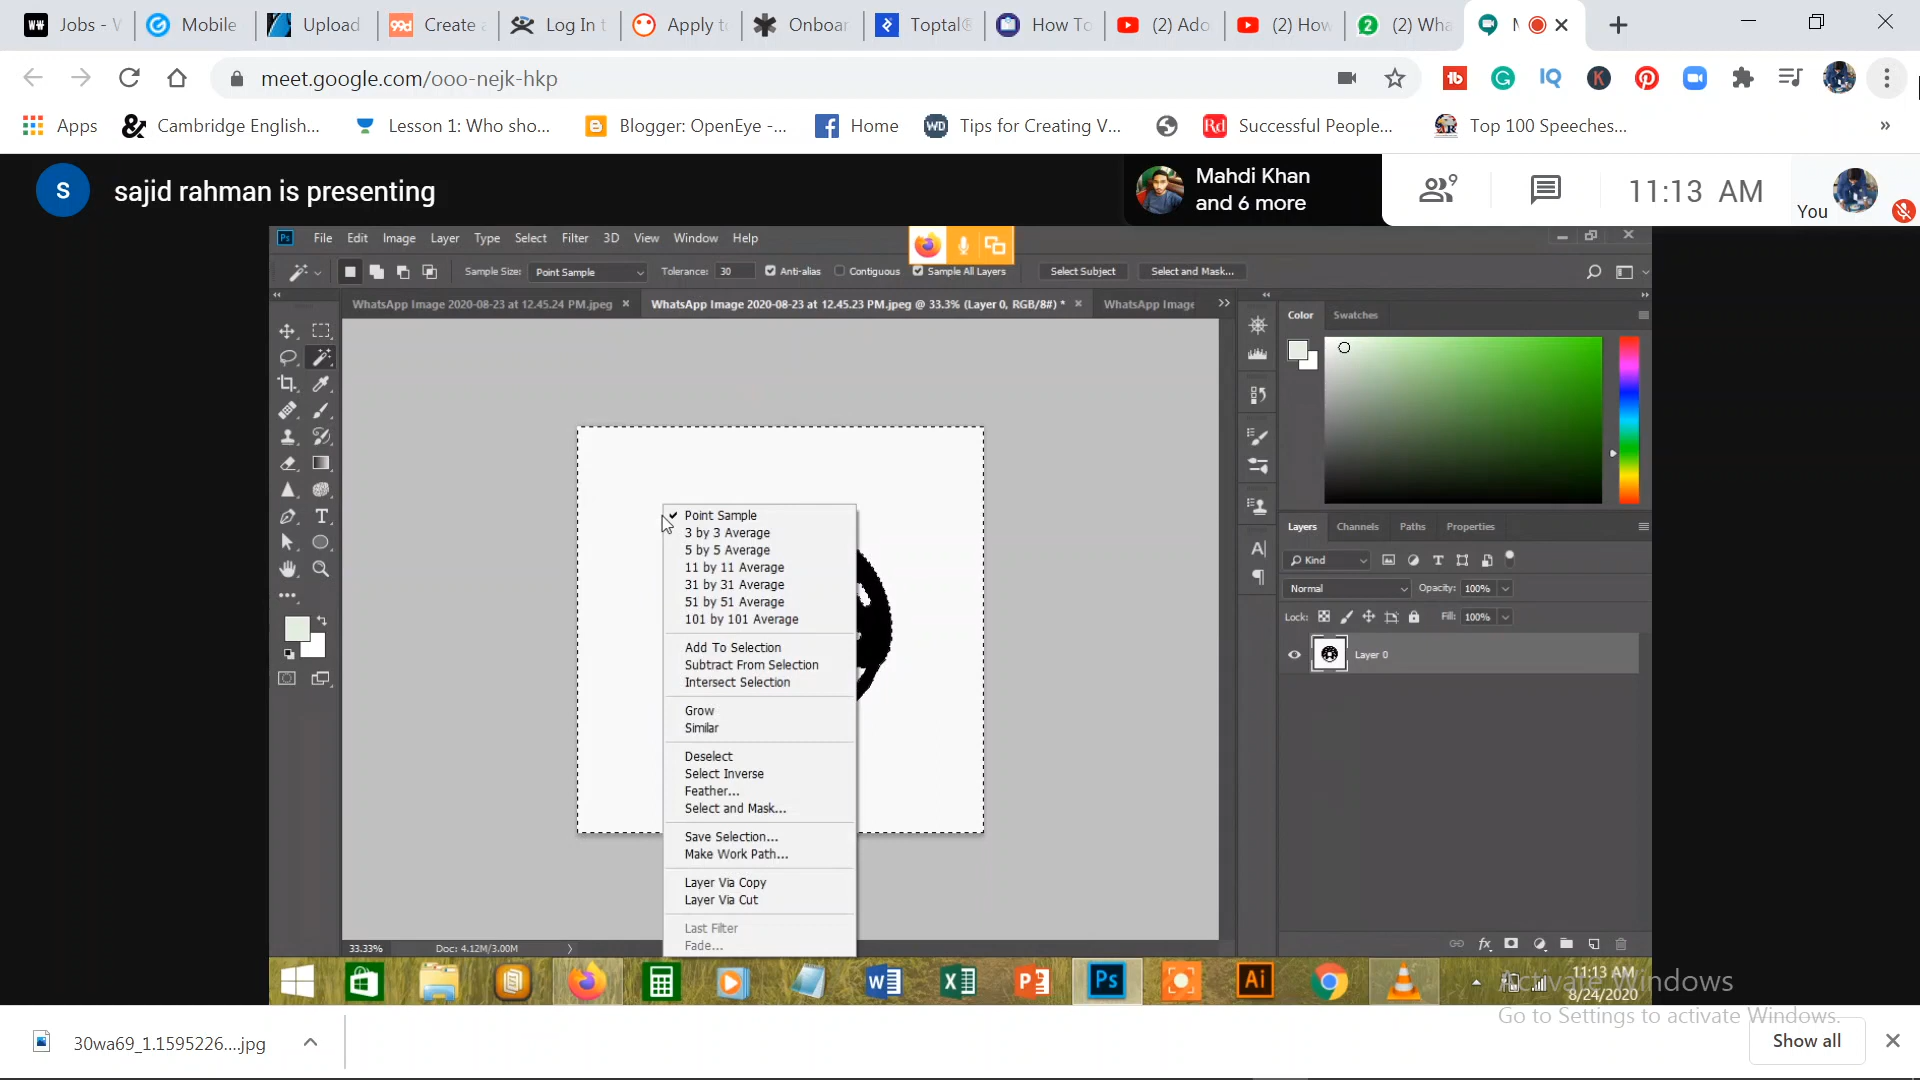 Jobs - W
Mobile
Upload
99d Create a
Log In t
Apply to
Onboar
Toptal®
How To
(2) Ado
(2) How
2 (2) Wha
meet.google.com/ooo-nejk-hkp
Apps
Cambridge English...
Lesson 1: Who sho...
Blogger: OpenEye -...
Home
WD Tips for Creating V...
Rd Successful People...
Top 100 Speeches...
»
S sajid rahman is presenting
Mahdi Khan
and 6 more
9
11:13 AM
You
Ps File Edit Image Layer Type Select Filter 3D View Window Help
Sample Size: Point Sample Tolerance: 30 Anti-alias Contiguous Sample All Layers Select Subject Select and Mask...
WhatsApp Image 2020-08-23 at 12.45.24 PM.jpeg ×
WhatsApp Image 2020-08-23 at 12.45.23 PM.jpeg @ 33.3% (Layer 0, RGB/8#) * ×
WhatsApp Image
Color Swatches
Point Sample
3 by 3 Average
5 by 5 Average
11 by 11 Average
31 by 31 Average
51 by 51 Average
101 by 101 Average
Add To Selection
Subtract From Selection
Intersect Selection
Grow
Similar
Deselect
Select Inverse
Feather...
Select and Mask...
Save Selection...
Make Work Path...
Layer Via Copy
Layer Via Cut
Last Filter
Fade...
Layers Channels Paths Properties
Kind
Normal Opacity: 100%
Lock: Fill: 100%
Layer 0
33.33% Doc: 4.12M/3.00M
11:13 AM
8/24/2020
Activate Windows
Go to Settings to activate Windows.
30wa69_1.1595226....jpg
Show all